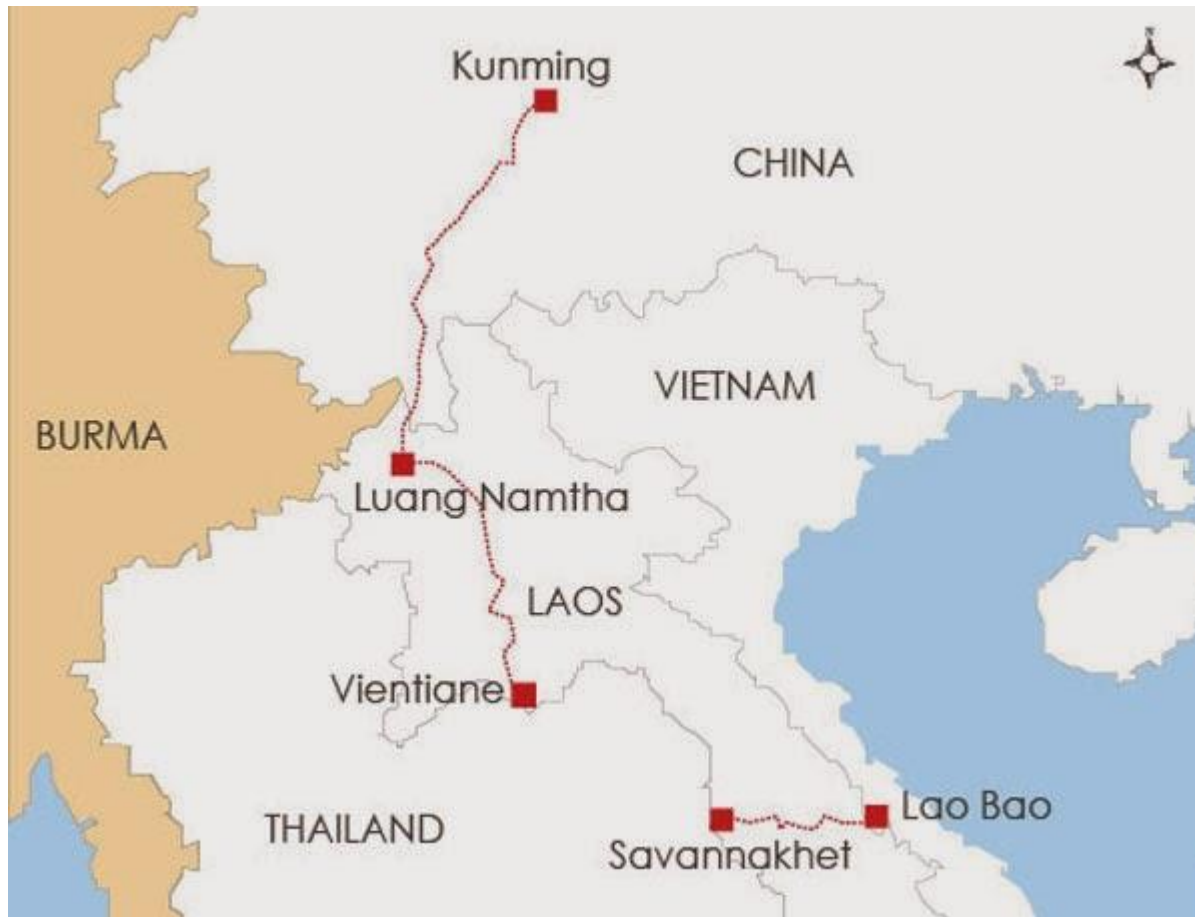 N
Kunming
CHINA
VIETNAM
BURMA
Luang Namtha
LAOS
Vientiane
Lao Bao
THAILAND
Savannakhet